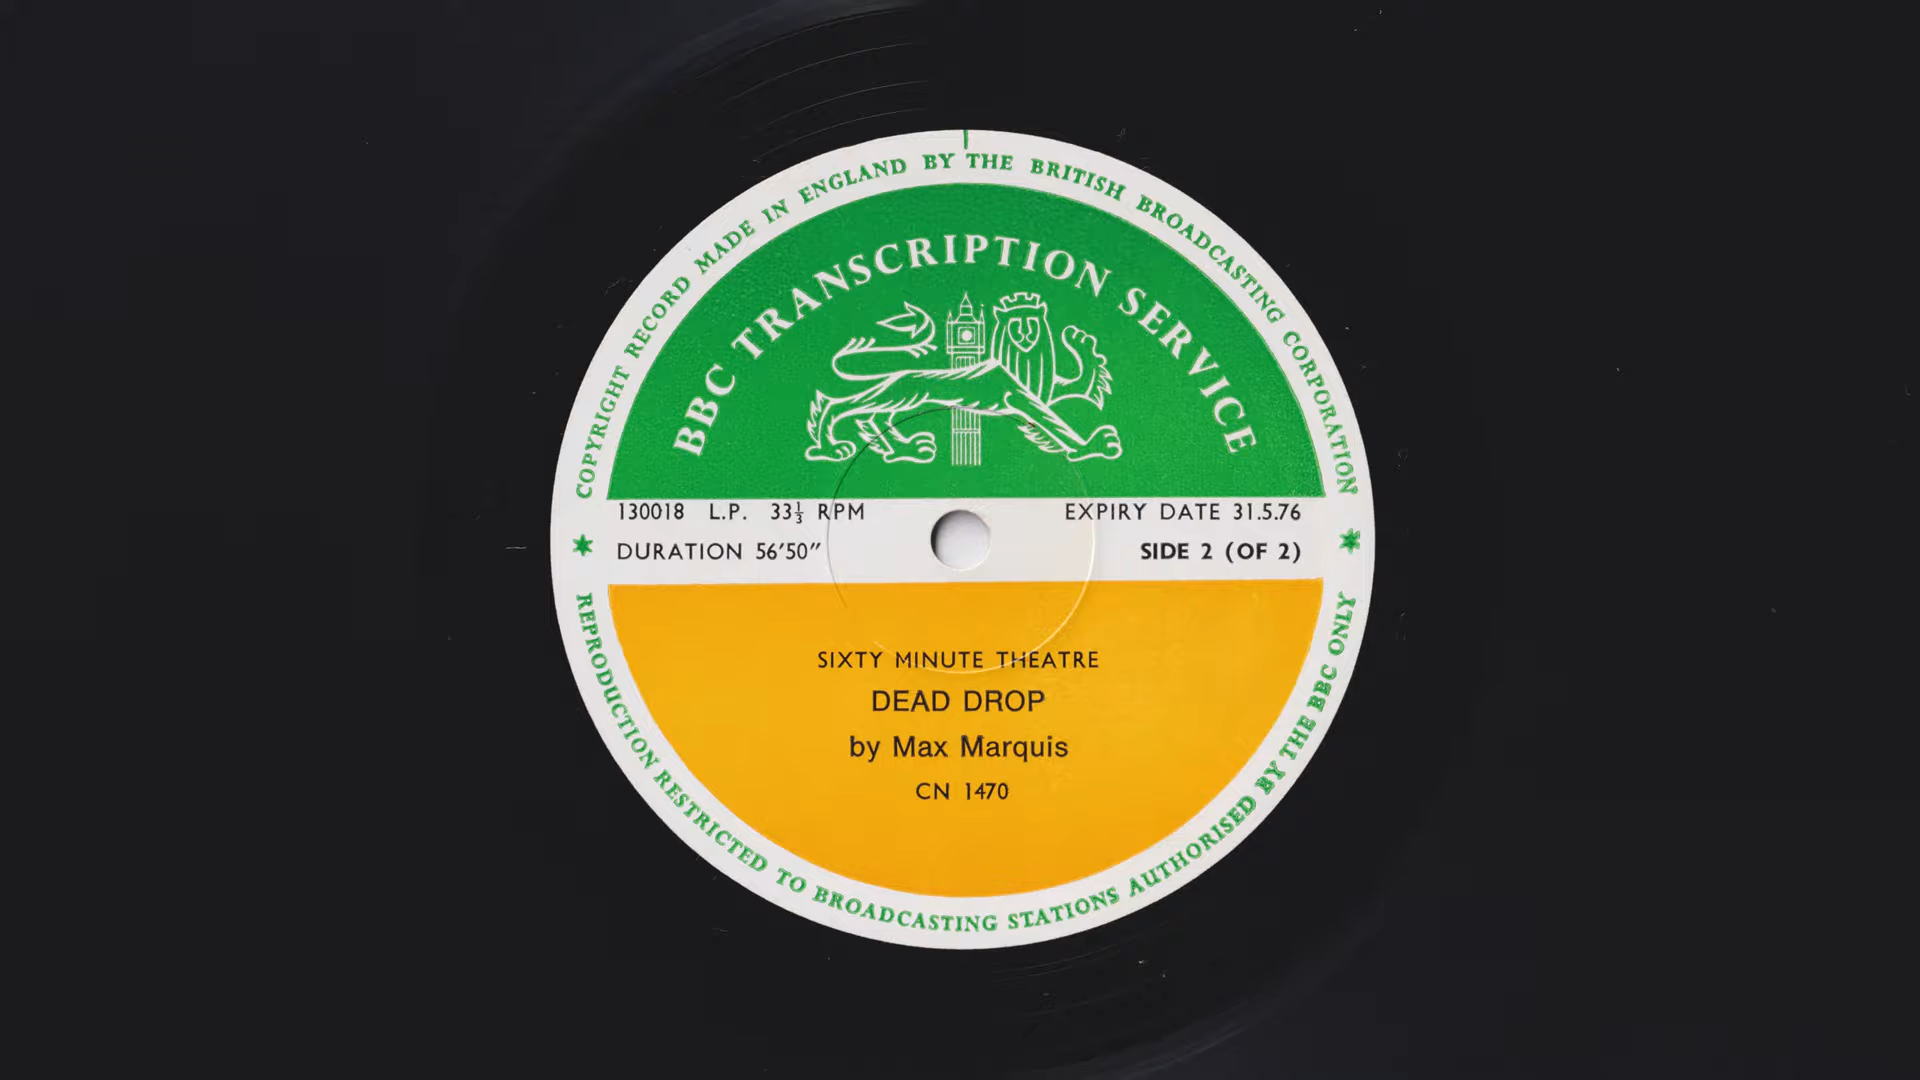 COPYRIGHT RECORD MADE IN ENGLAND BY THE BRITISH BROADCASTING CORPORATION
BBC TRANSCRIPTION SERVICE
130018 L.P. 33⅓ RPM
EXPIRY DATE 31.5.76
DURATION 56′50″
SIDE 2 (OF 2)
SIXTY MINUTE THEATRE
DEAD DROP
by Max Marquis
CN 1470
REPRODUCTION RESTRICTED TO BROADCASTING STATIONS AUTHORISED BY THE BBC ONLY